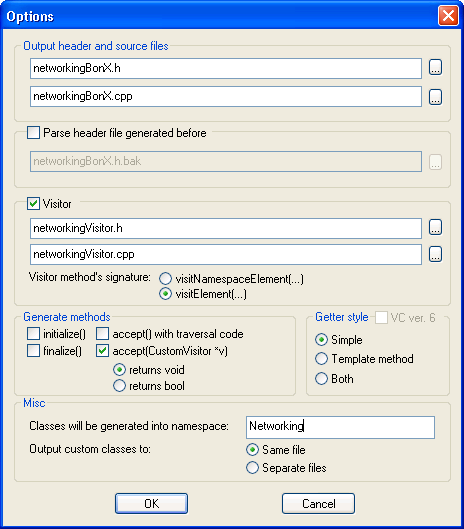 Options
Output header and source files
networkingBonX.h
...
networkingBonX.cpp
...
Parse header file generated before
networkingBonX.h.bak
...
Visitor
networkingVisitor.h
...
networkingVisitor.cpp
...
Visitor method's signature: visitNamespaceElement(...)
visitElement(...)
Generate methods
initialize() accept() with traversal code
finalize() accept(CustomVisitor *v)
returns void
returns bool
Getter style VC ver. 6
Simple
Template method
Both
Misc
Classes will be generated into namespace: Networking
Output custom classes to: Same file
Separate files
OK Cancel